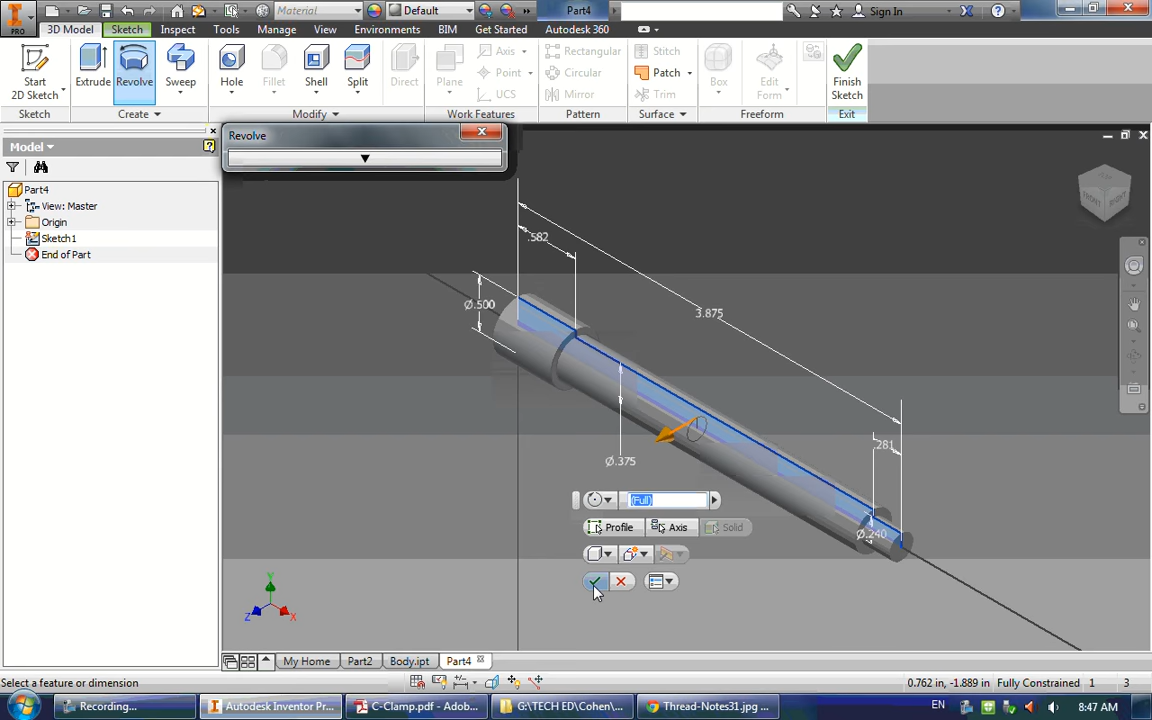 PRO
Material
Default
Part4
Sign In
3D Model Sketch Inspect Tools Manage View Environments BIM Get Started Autodesk 360
Start
2D Sketch
Extrude
Revolve
Sweep
Hole
Fillet
Shell
Split
Direct
Plane
Axis
Point
UCS
Rectangular
Circular
Mirror
Stitch
Patch
Trim
Box
Edit
Form
Finish
Sketch
Sketch Create Modify Work Features Pattern Surface Freeform Exit
Model
Revolve
Part4
View: Master
Origin
Sketch1
End of Part
FRONT RIGHT
.582
Ø.500
3.875
.281
Ø.375
(Full)
Ø.240
Profile Axis Solid
Y
Z X
My Home Part2 Body.ipt Part4
Select a feature or dimension
0.762 in, -1.889 in Fully Constrained 1 3
Recording...
Autodesk Inventor Pr...
C-Clamp.pdf - Adob...
G:\TECH ED\Cohen\...
Thread-Notes31.jpg ...
EN
8:47 AM